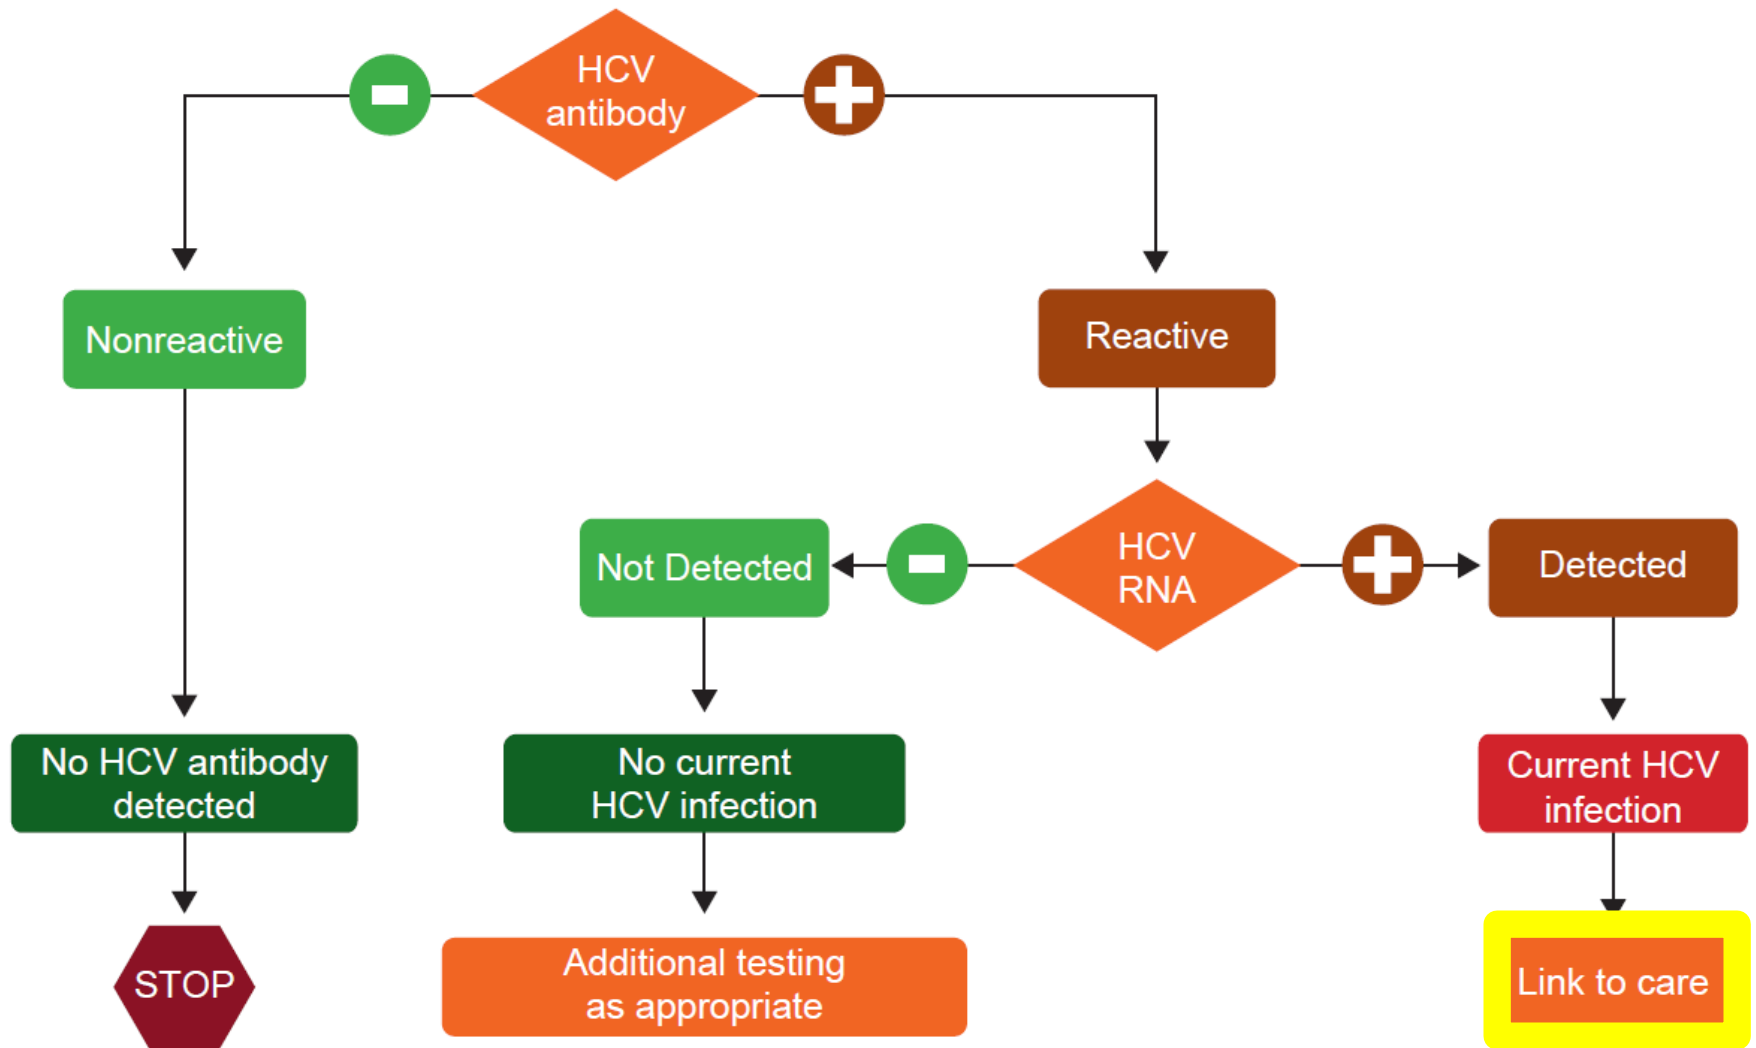 HCV
antibody
Nonreactive
Reactive
Not Detected
HCV
RNA
Detected
No HCV antibody
detected
No current
HCV infection
Current HCV
infection
STOP
Additional testing
as appropriate
Link to care